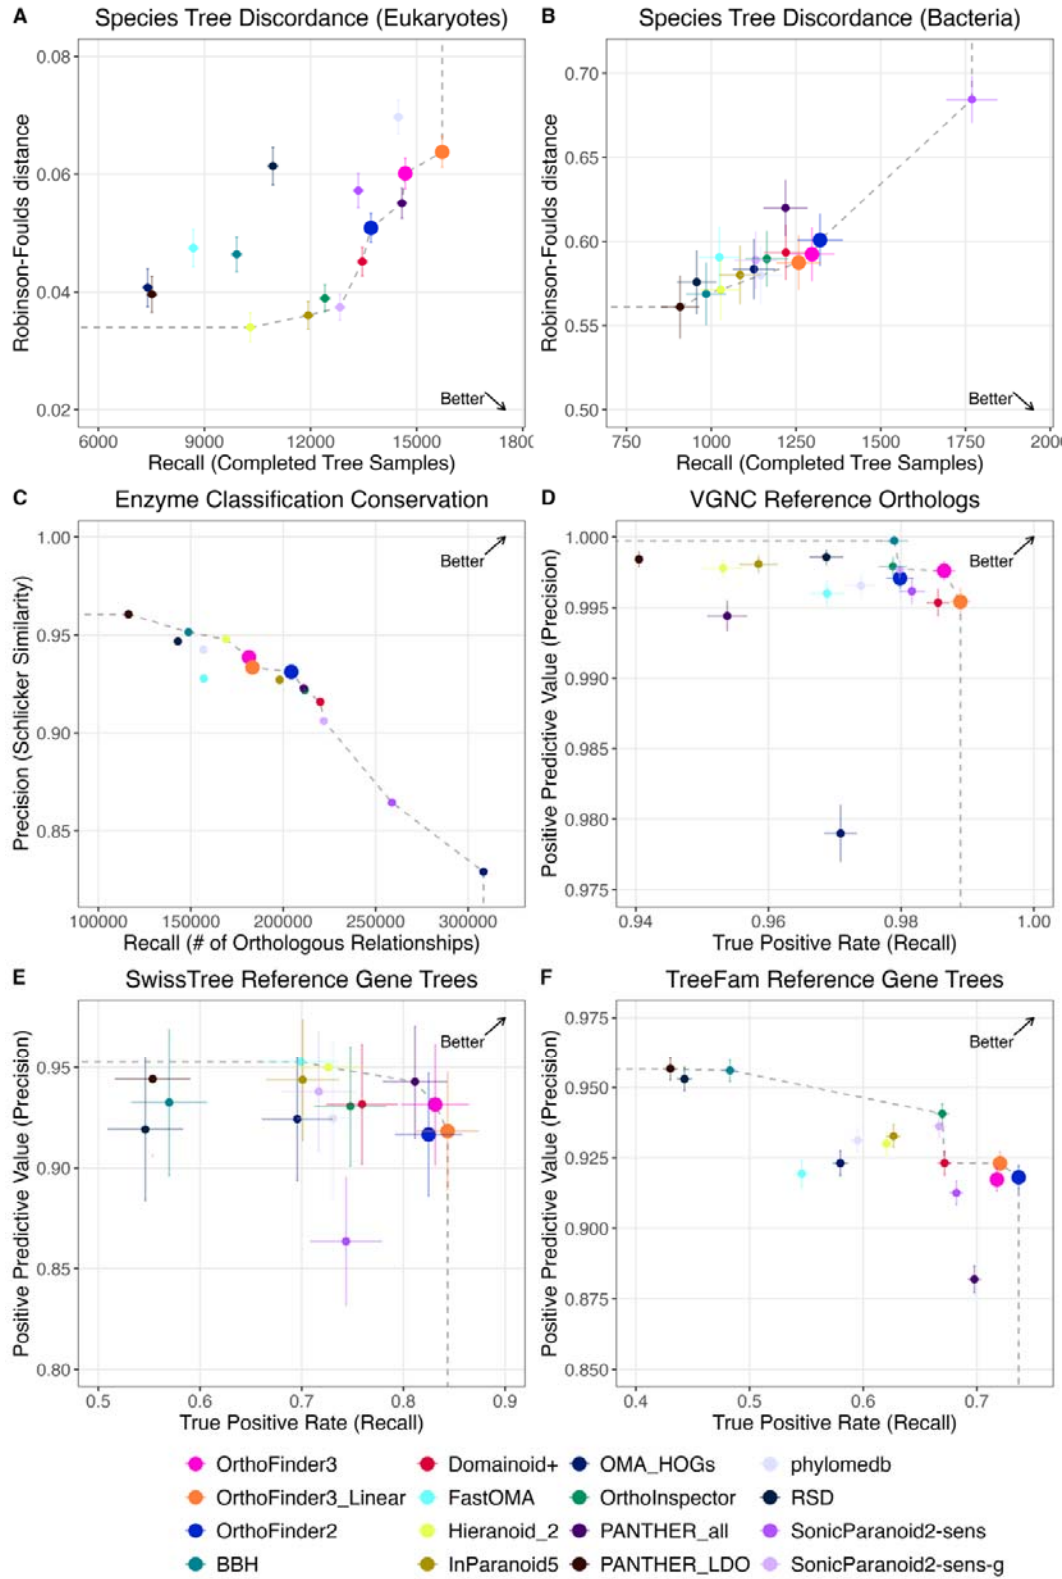 A Species Tree Discordance (Eukaryotes)
Robinson-Foulds distance
0.08
0.06
0.04
0.02
Better
6000 9000 12000 15000 1800
Recall (Completed Tree Samples)
B Species Tree Discordance (Bacteria)
Robinson-Foulds distance
0.70
0.65
0.60
0.55
0.50
Better
750 1000 1250 1500 1750 200
Recall (Completed Tree Samples)
C Enzyme Classification Conservation
Precision (Schlicker Similarity)
1.00
0.95
0.90
0.85
Better
100000 150000 200000 250000 300000
Recall (# of Orthologous Relationships)
D VGNC Reference Orthologs
Positive Predictive Value (Precision)
1.000
0.995
0.990
0.985
0.980
0.975
Better
0.94 0.96 0.98 1.00
True Positive Rate (Recall)
E SwissTree Reference Gene Trees
Positive Predictive Value (Precision)
0.95
0.90
0.85
0.80
Better
0.5 0.6 0.7 0.8 0.9
True Positive Rate (Recall)
F TreeFam Reference Gene Trees
Positive Predictive Value (Precision)
0.975
0.950
0.925
0.900
0.875
0.850
Better
0.4 0.5 0.6 0.7
True Positive Rate (Recall)
OrthoFinder3 Domainoid+ OMA_HOGs phylomedb
OrthoFinder3_Linear FastOMA OrthoInspector RSD
OrthoFinder2 Hieranoid_2 PANTHER_all SonicParanoid2-sens
BBH InParanoid5 PANTHER_LDO SonicParanoid2-sens-g